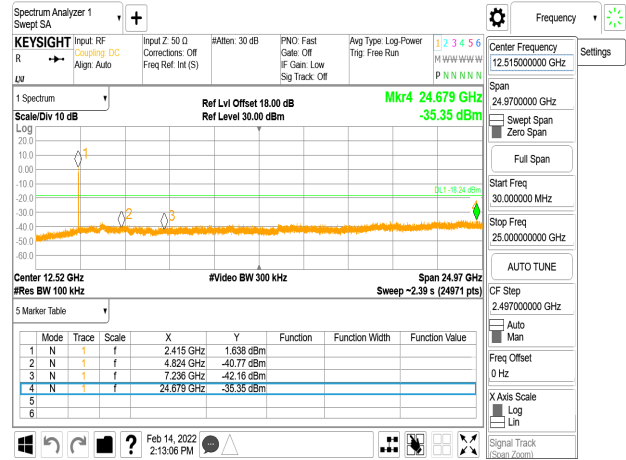 Spectrum Analyzer 1
Swept SA
Frequency
KEYSIGHT
R
Input: RF
Coupling: DC
Align: Auto
Input Z: 50 Ω
Corrections: Off
Freq Ref: Int (S)
#Atten: 30 dB
PNO: Fast
Gate: Off
IF Gain: Low
Sig Track: Off
Avg Type: Log-Power
Trig: Free Run
1 2 3 4 5 6
M W W W W W
P N N N N N
Center Frequency
12.515000000 GHz
Settings
Span
24.9700000 GHz
Swept Span
Zero Span
Full Span
Start Freq
30.000000 MHz
Stop Freq
25.000000000 GHz
AUTO TUNE
CF Step
2.497000000 GHz
Auto
Man
Freq Offset
0 Hz
X Axis Scale
Log
Lin
Signal Track
(Span Zoom)
1 Spectrum
Scale/Div 10 dB
Ref Lvl Offset 18.00 dB
Ref Level 30.00 dBm
Mkr4 24.679 GHz
-35.35 dBm
Log
20.0
10.0
0.00
-10.0
-20.0
-30.0
-40.0
-50.0
-60.0
1
2
3
DL1 -18.24 dBm
Center 12.52 GHz
#Res BW 100 kHz
#Video BW 300 kHz
Span 24.97 GHz
Sweep ~2.39 s (24971 pts)
5 Marker Table
Mode Trace Scale X Y Function Function Width Function Value
1 N 1 f 2.415 GHz 1.638 dBm
2 N 1 f 4.824 GHz -40.77 dBm
3 N 1 f 7.236 GHz -42.16 dBm
4 N 1 f 24.679 GHz -35.35 dBm
5
6
?
Feb 14, 2022
2:13:06 PM